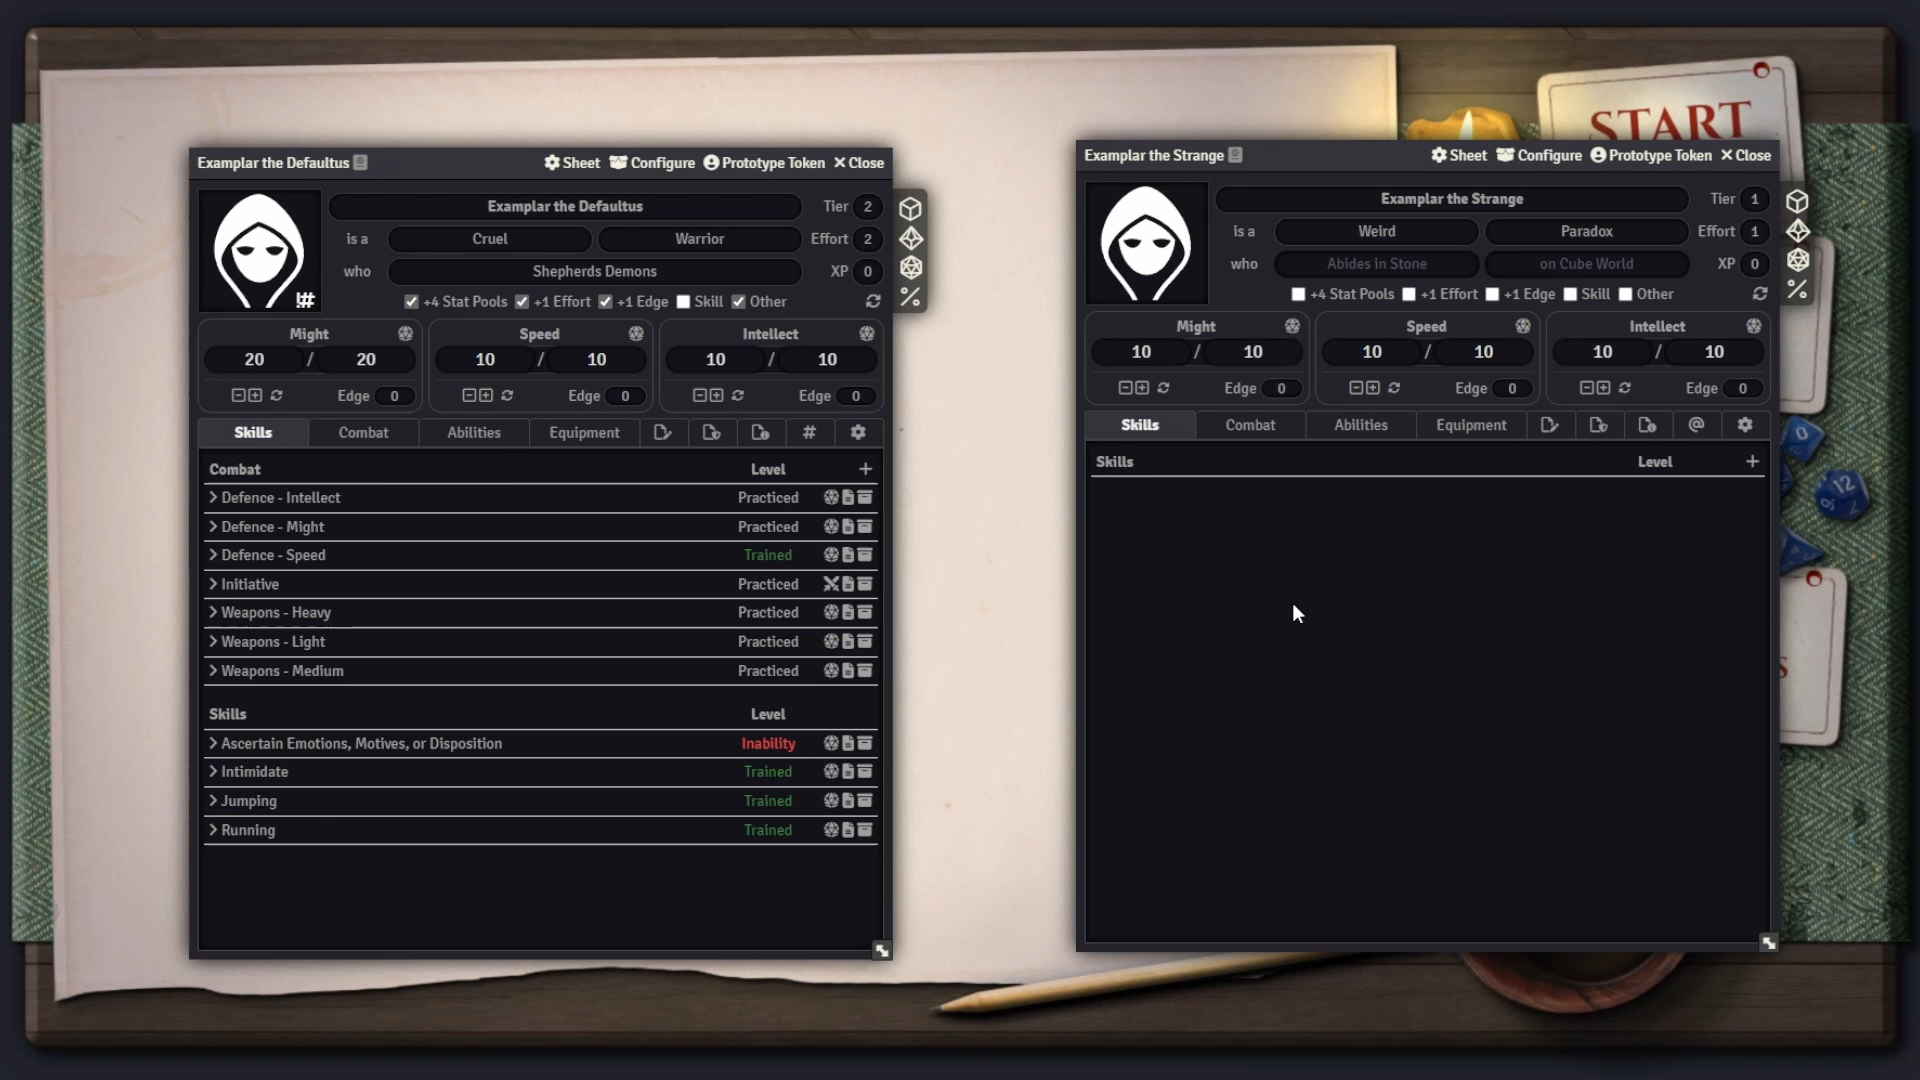 START
Examplar the Defaultus Sheet Configure Prototype Token Close
Examplar the Defaultus Tier 2
is a Cruel Warrior Effort 2
who Shepherds Demons XP 0
+4 Stat Pools +1 Effort +1 Edge Skill Other
Might Speed Intellect
20 / 20 10 / 10 10 / 10
Edge 0 Edge 0 Edge 0
Skills Combat Abilities Equipment #
Combat Level +
Defence - Intellect Practiced
Defence - Might Practiced
Defence - Speed Trained
Initiative Practiced
Weapons - Heavy Practiced
Weapons - Light Practiced
Weapons - Medium Practiced
Skills Level
Ascertain Emotions, Motives, or Disposition Inability
Intimidate Trained
Jumping Trained
Running Trained
!#
%
Examplar the Strange Sheet Configure Prototype Token Close
Examplar the Strange Tier 1
is a Weird Paradox Effort 1
who Abides in Stone on Cube World XP 0
+4 Stat Pools +1 Effort +1 Edge Skill Other
Might Speed Intellect
10 / 10 10 / 10 10 / 10
Edge 0 Edge 0 Edge 0
Skills Combat Abilities Equipment @
Skills Level +
%
0
12
S